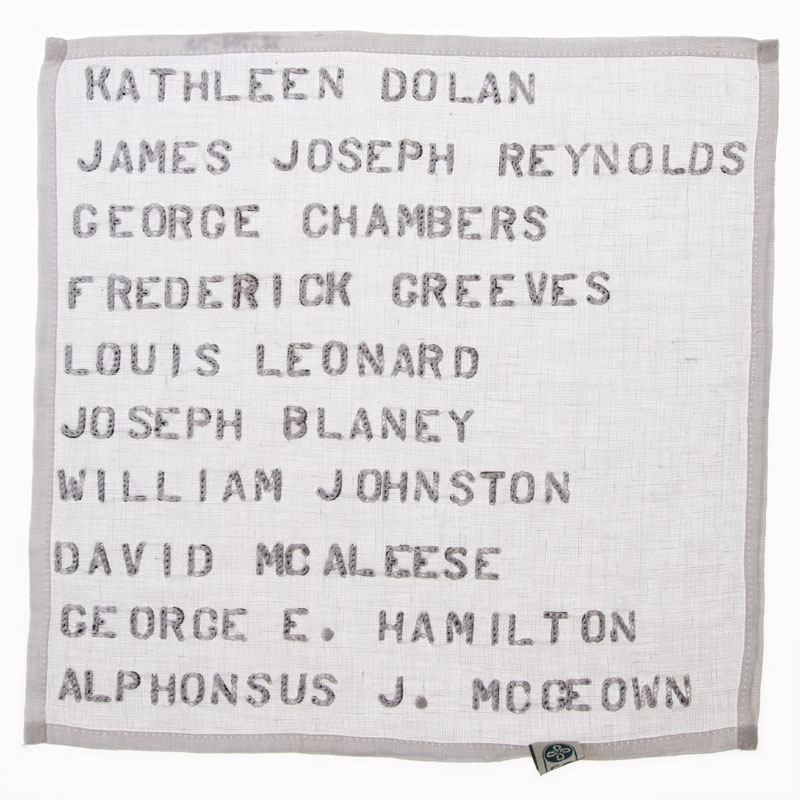 KATHLEEN DOLAN
JAMES JOSEPH REYNOLDS
GEORGE CHAMBERS
FREDERICK GREEVES
LOUIS LEONARD
JOSEPH BLANEY
WILLIAM JOHNSTON
DAVID MCALEESE
GEORGE E. HAMILTON
ALPHONSUS J. MCGEOWN